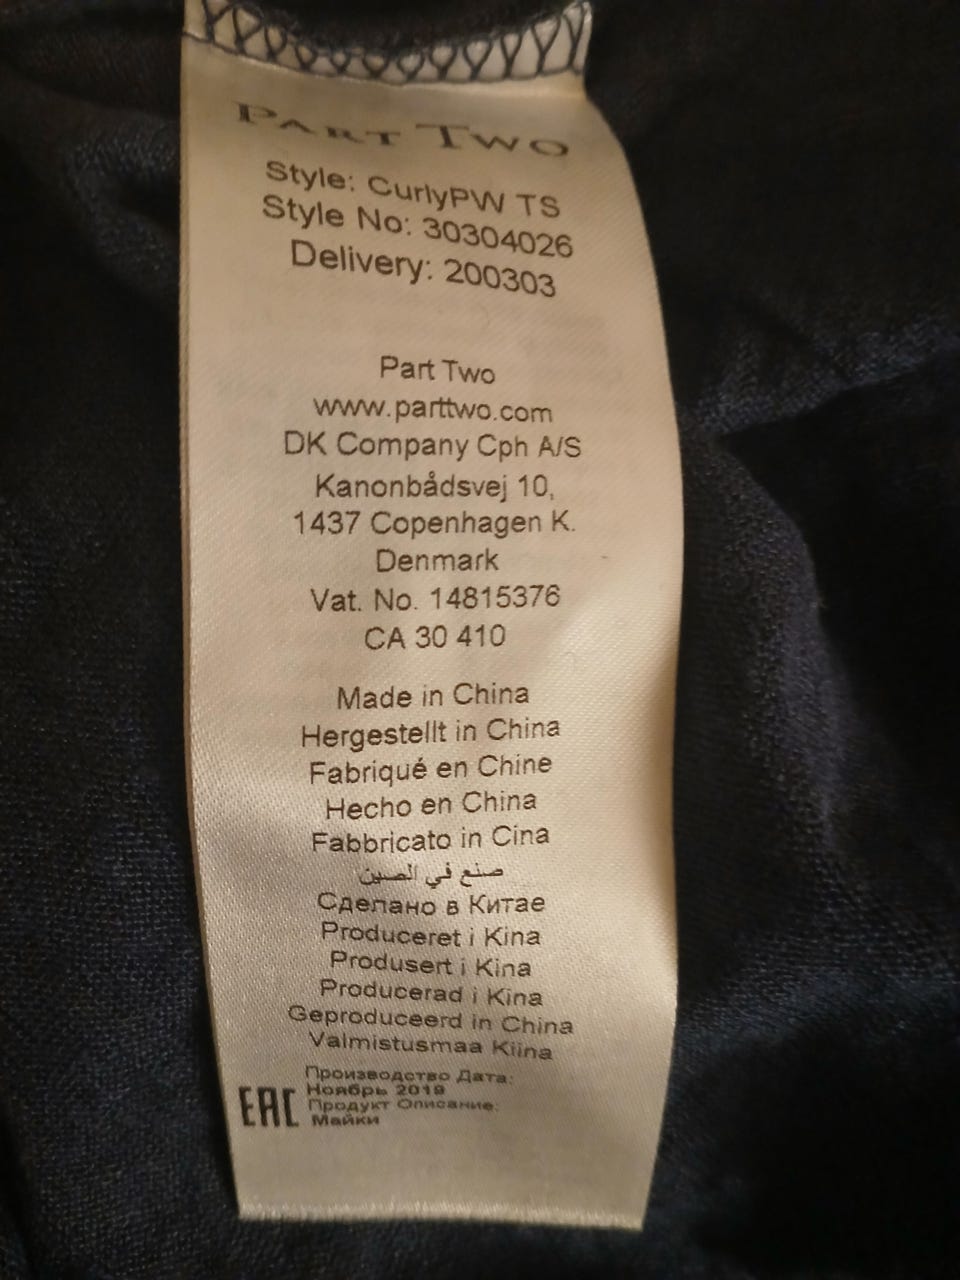 PART TWO
Style: CurlyPW TS
Style No: 30304026
Delivery: 200303
Part Two
www.parttwo.com
DK Company Cph A/S
Kanonbådsvej 10,
1437 Copenhagen K.
Denmark
Vat. No. 14815376
CA 30 410
Made in China
Hergestellt in China
Fabriqué en Chine
Hecho en China
Fabbricato in Cina
صنع في الصين
Сделано в Китае
Produceret i Kina
Produsert i Kina
Producerad i Kina
Geproduceerd in China
Valmistusmaa Kiina
Производство Дата:
Ноябрь 2019
Продукт Описание:
Майки
EAC